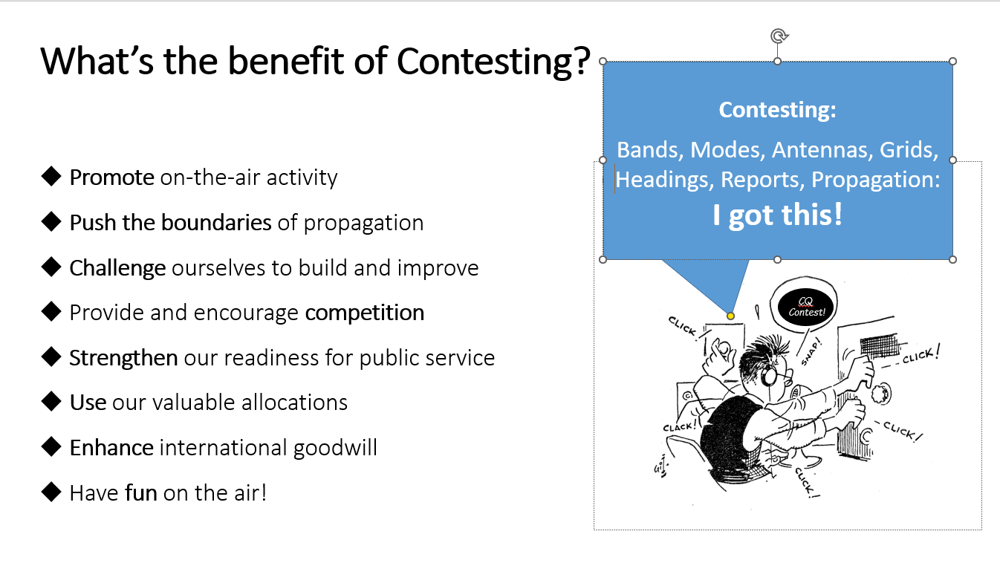 What’s the benefit of Contesting?
◆ Promote on-the-air activity
◆ Push the boundaries of propagation
◆ Challenge ourselves to build and improve
◆ Provide and encourage competition
◆ Strengthen our readiness for public service
◆ Use our valuable allocations
◆ Enhance international goodwill
◆ Have fun on the air!
Contesting:
Bands, Modes, Antennas, Grids,
Headings, Reports, Propagation:
I got this!
CQ
Contest!
CLICK!
SNAP!
CLICK!
CLACK!
CLICK!
CLICK!
Gil.